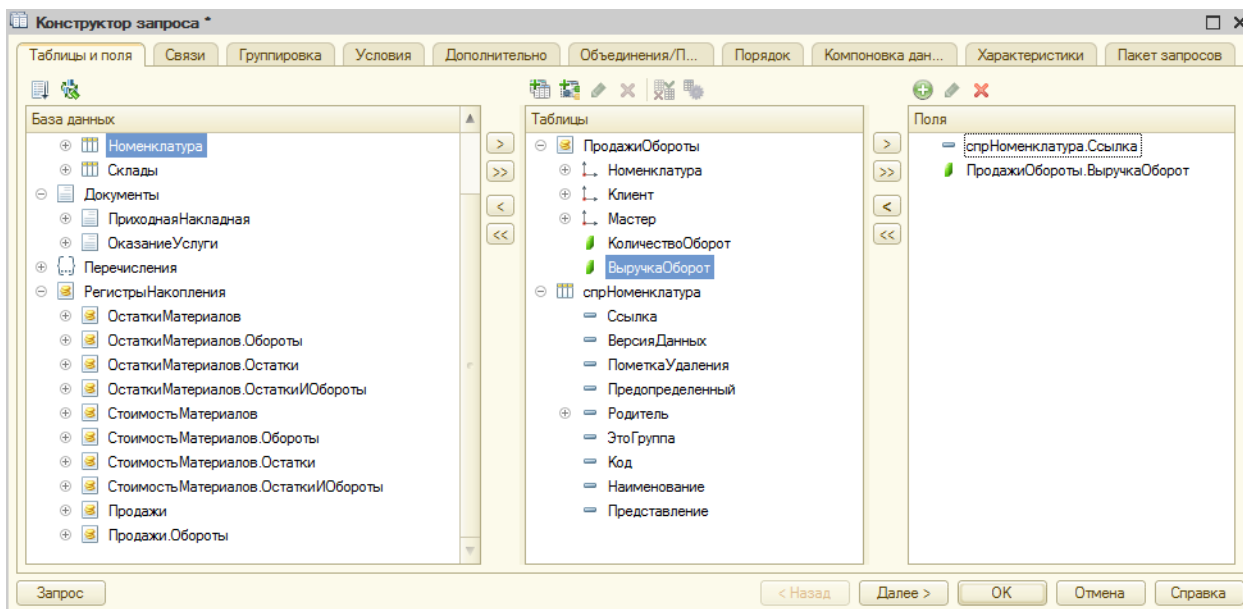 Конструктор запроса *
Таблицы и поля
Связи
Группировка
Условия
Дополнительно
Объединения/П...
Порядок
Компоновка дан...
Характеристики
Пакет запросов
База данных
Номенклатура
Склады
Документы
ПриходнаяНакладная
ОказаниеУслуги
Перечисления
РегистрыНакопления
ОстаткиМатериалов
ОстаткиМатериалов.Обороты
ОстаткиМатериалов.Остатки
ОстаткиМатериалов.ОстаткиИОбороты
СтоимостьМатериалов
СтоимостьМатериалов.Обороты
СтоимостьМатериалов.Остатки
СтоимостьМатериалов.ОстаткиИОбороты
Продажи
Продажи.Обороты
>
>>
<
<<
Таблицы
ПродажиОбороты
Номенклатура
Клиент
Мастер
КоличествоОборот
ВыручкаОборот
спрНоменклатура
Ссылка
ВерсияДанных
ПометкаУдаления
Предопределенный
Родитель
ЭтоГруппа
Код
Наименование
Представление
>
>>
<
<<
Поля
спрНоменклатура.Ссылка
ПродажиОбороты.ВыручкаОборот
Запрос
< Назад
Далее >
OK
Отмена
Справка